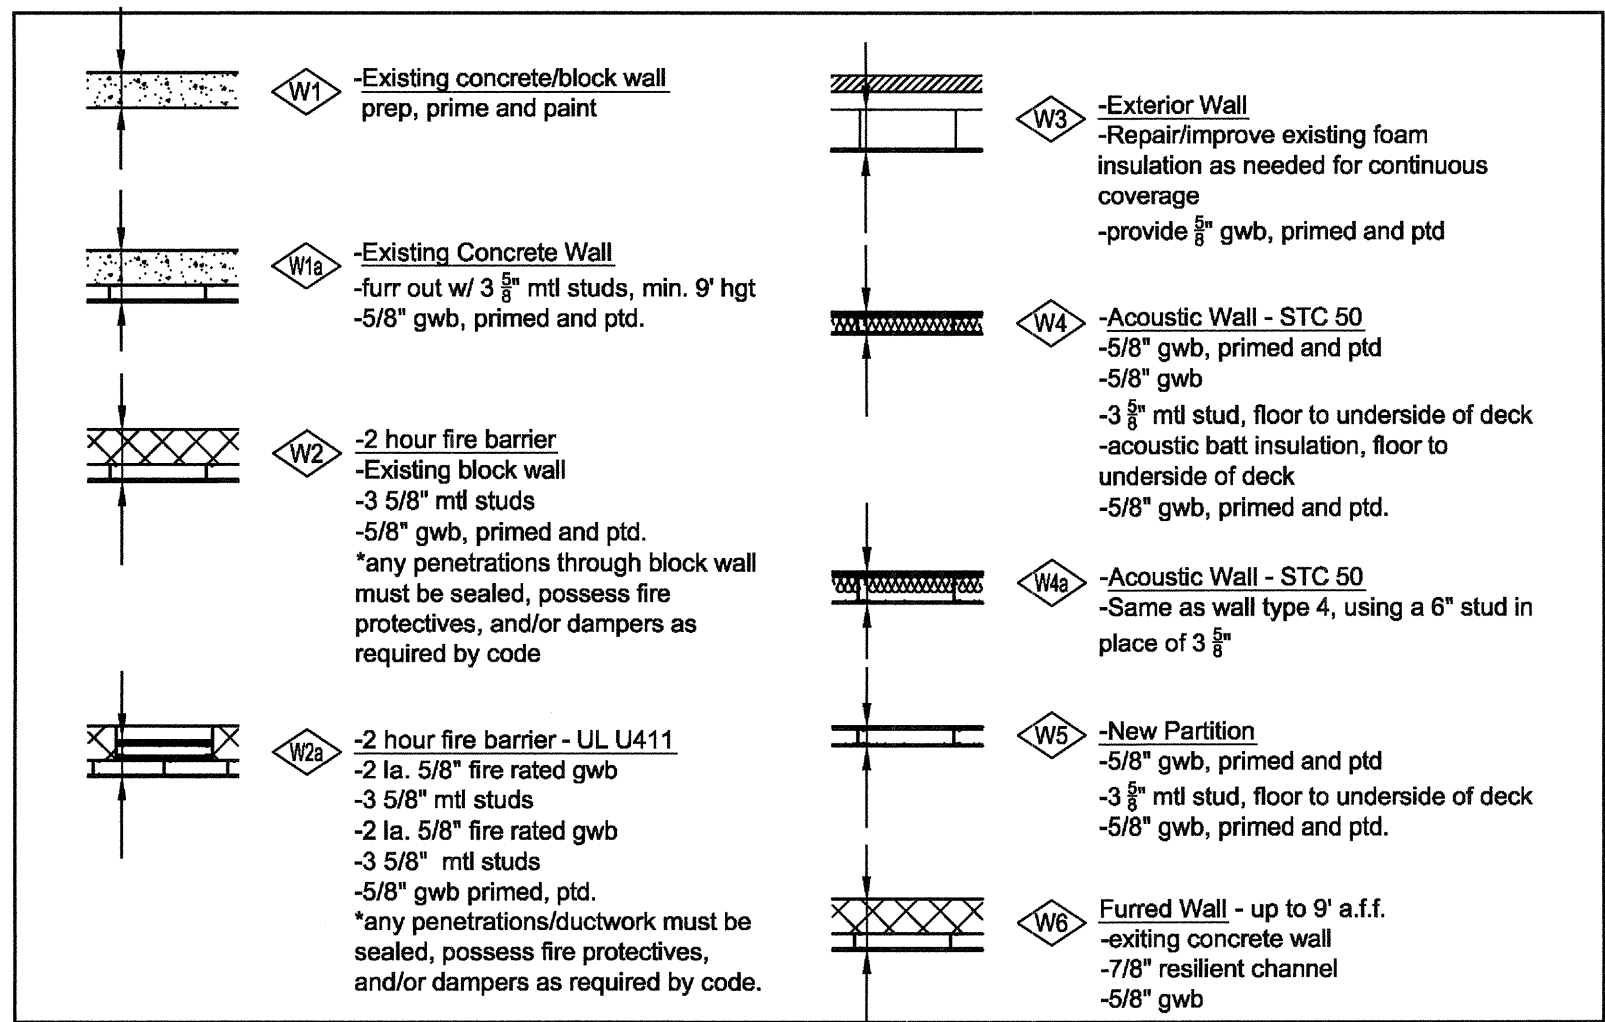 W1
-Existing concrete/block wall
prep, prime and paint
W1a
-Existing Concrete Wall
-furr out w/ 3 5/8" mtl studs, min. 9' hgt
-5/8" gwb, primed and ptd.
W2
-2 hour fire barrier
-Existing block wall
-3 5/8" mtl studs
-5/8" gwb, primed and ptd.
*any penetrations through block wall
must be sealed, possess fire
protectives, and/or dampers as
required by code
W2a
-2 hour fire barrier - UL U411
-2 la. 5/8" fire rated gwb
-3 5/8" mtl studs
-2 la. 5/8" fire rated gwb
-3 5/8" mtl studs
-5/8" gwb primed, ptd.
*any penetrations/ductwork must be
sealed, possess fire protectives,
and/or dampers as required by code.
W3
-Exterior Wall
-Repair/improve existing foam
insulation as needed for continuous
coverage
-provide 5/8" gwb, primed and ptd
W4
-Acoustic Wall - STC 50
-5/8" gwb, primed and ptd
-5/8" gwb
-3 5/8" mtl stud, floor to underside of deck
-acoustic batt insulation, floor to
underside of deck
-5/8" gwb, primed and ptd.
W4a
-Acoustic Wall - STC 50
-Same as wall type 4, using a 6" stud in
place of 3 5/8"
W5
-New Partition
-5/8" gwb, primed and ptd
-3 5/8" mtl stud, floor to underside of deck
-5/8" gwb, primed and ptd.
W6
Furred Wall - up to 9' a.f.f.
-exiting concrete wall
-7/8" resilient channel
-5/8" gwb